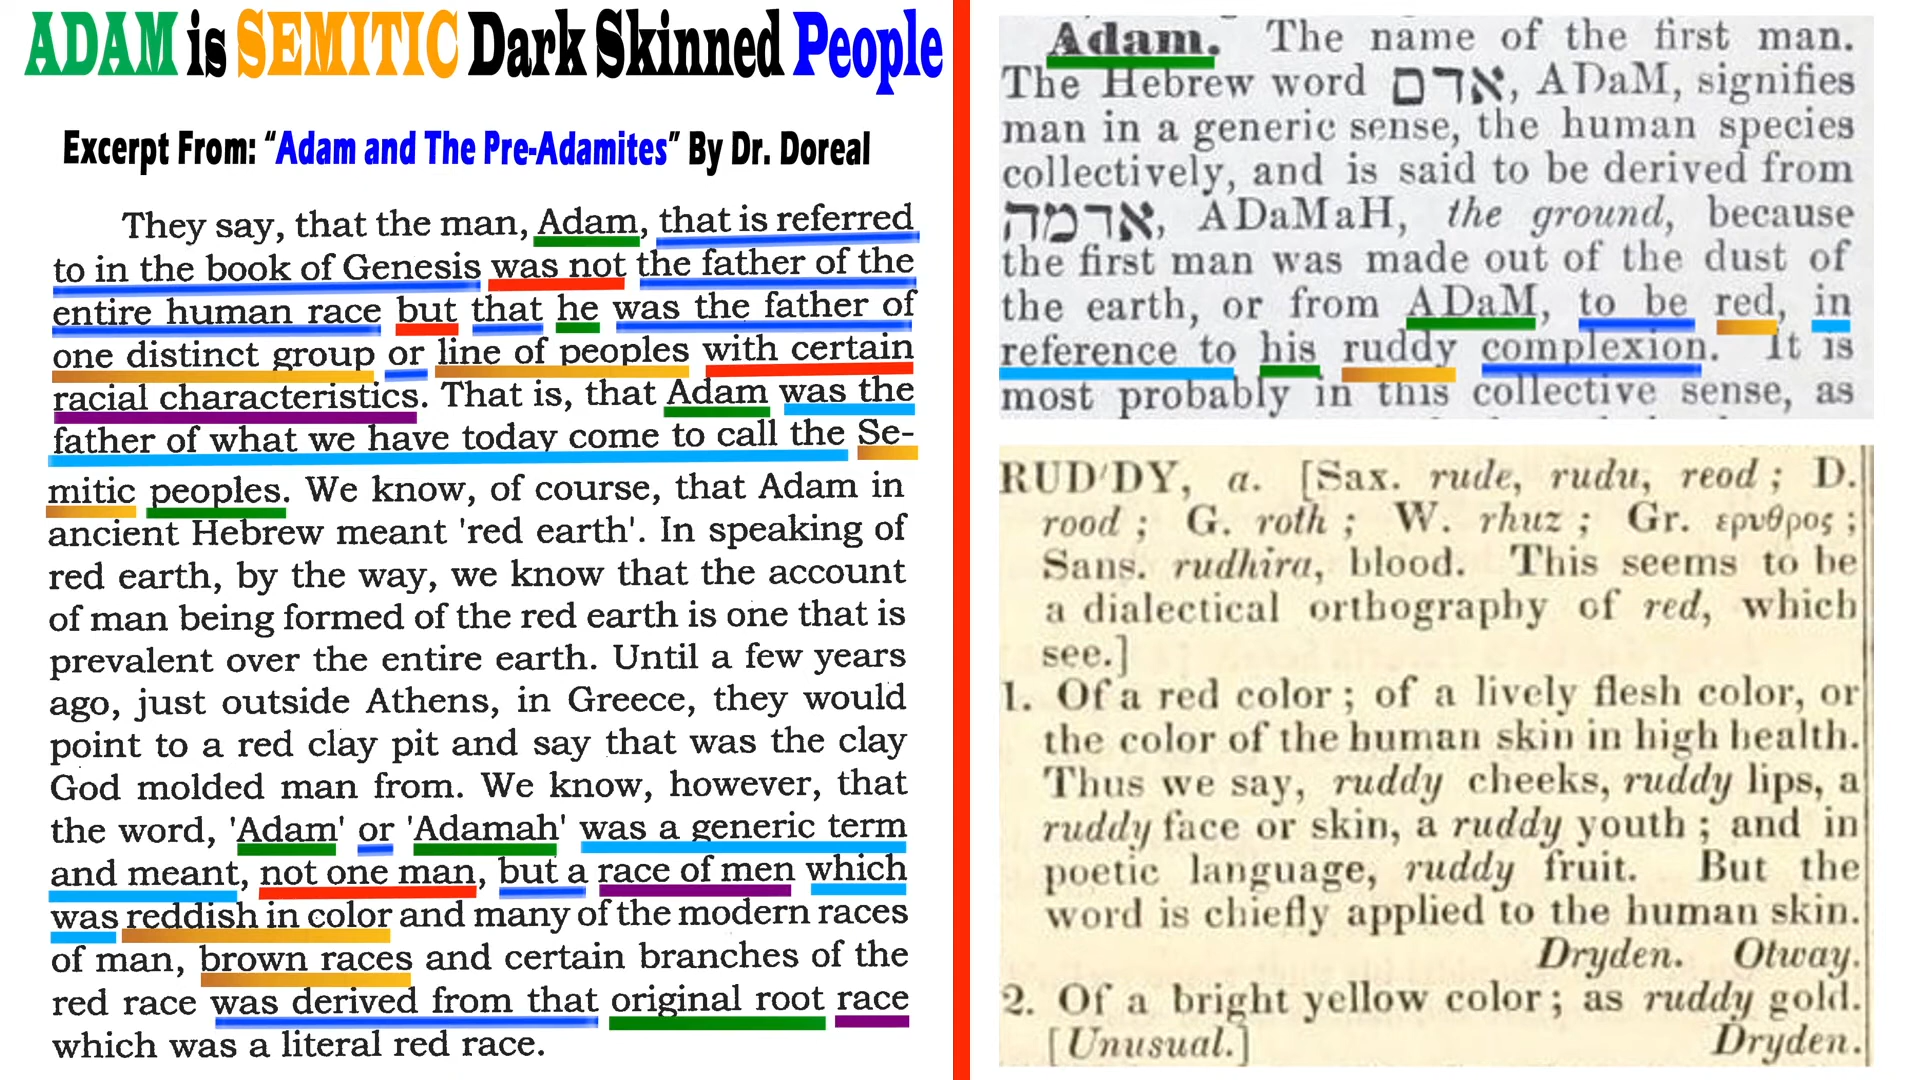 ADAM is SEMITIC Dark Skinned People
Excerpt From: “Adam and The Pre-Adamites” By Dr. Doreal
They say, that the man, Adam, that is referred
to in the book of Genesis was not the father of the
entire human race but that he was the father of
one distinct group or line of peoples with certain
racial characteristics. That is, that Adam was the
father of what we have today come to call the Se-
mitic peoples. We know, of course, that Adam in
ancient Hebrew meant 'red earth'. In speaking of
red earth, by the way, we know that the account
of man being formed of the red earth is one that is
prevalent over the entire earth. Until a few years
ago, just outside Athens, in Greece, they would
point to a red clay pit and say that was the clay
God molded man from. We know, however, that
the word, 'Adam' or 'Adamah' was a generic term
and meant, not one man, but a race of men which
was reddish in color and many of the modern races
of man, brown races and certain branches of the
red race was derived from that original root race
which was a literal red race.
Adam. The name of the first man.
The Hebrew word אדם, ADaM, signifies
man in a generic sense, the human species
collectively, and is said to be derived from
אדמה, ADaMaH, the ground, because
the first man was made out of the dust of
the earth, or from ADaM, to be red, in
reference to his ruddy complexion. It is
most probably in this collective sense, as
RUD'DY, a. [Sax. rude, rudu, reod; D.
rood; G. roth; W. rhuz; Gr. ερυθρος;
Sans. rudhira, blood. This seems to be
a dialectical orthography of red, which
see.]
1. Of a red color; of a lively flesh color, or
the color of the human skin in high health.
Thus we say, ruddy cheeks, ruddy lips, a
ruddy face or skin, a ruddy youth; and in
poetic language, ruddy fruit. But the
word is chiefly applied to the human skin.
Dryden. Otway.
2. Of a bright yellow color; as ruddy gold.
[Unusual.] Dryden.